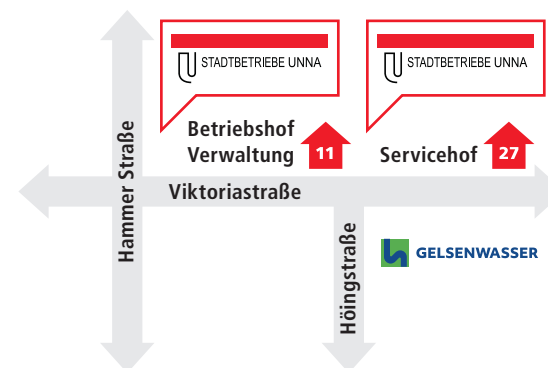 STADTBETRIEBE UNNA
STADTBETRIEBE UNNA
Betriebshof
Verwaltung
11
Servicehof
27
Hammer Straße
Viktoriastraße
Höingstraße
GELSENWASSER